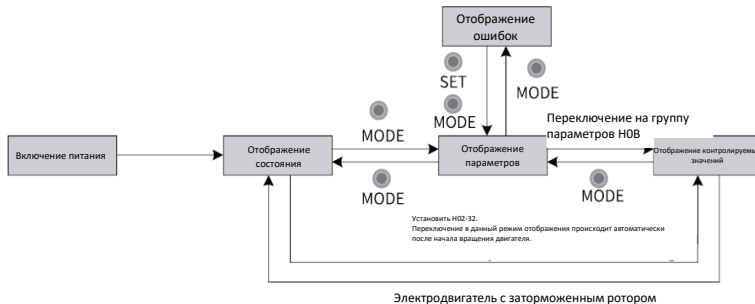 Отображение
ошибок
SET
MODE
MODE
Переключение на группу
параметров H0B
MODE
Включение питания
Отображение
состояния
Отображение
параметров
Отображение контролируемы
значений
MODE
MODE
Установить H02-32.
Переключение в данный режим отображения происходит автоматически
после начала вращения двигателя.
Электродвигатель с заторможенным ротором